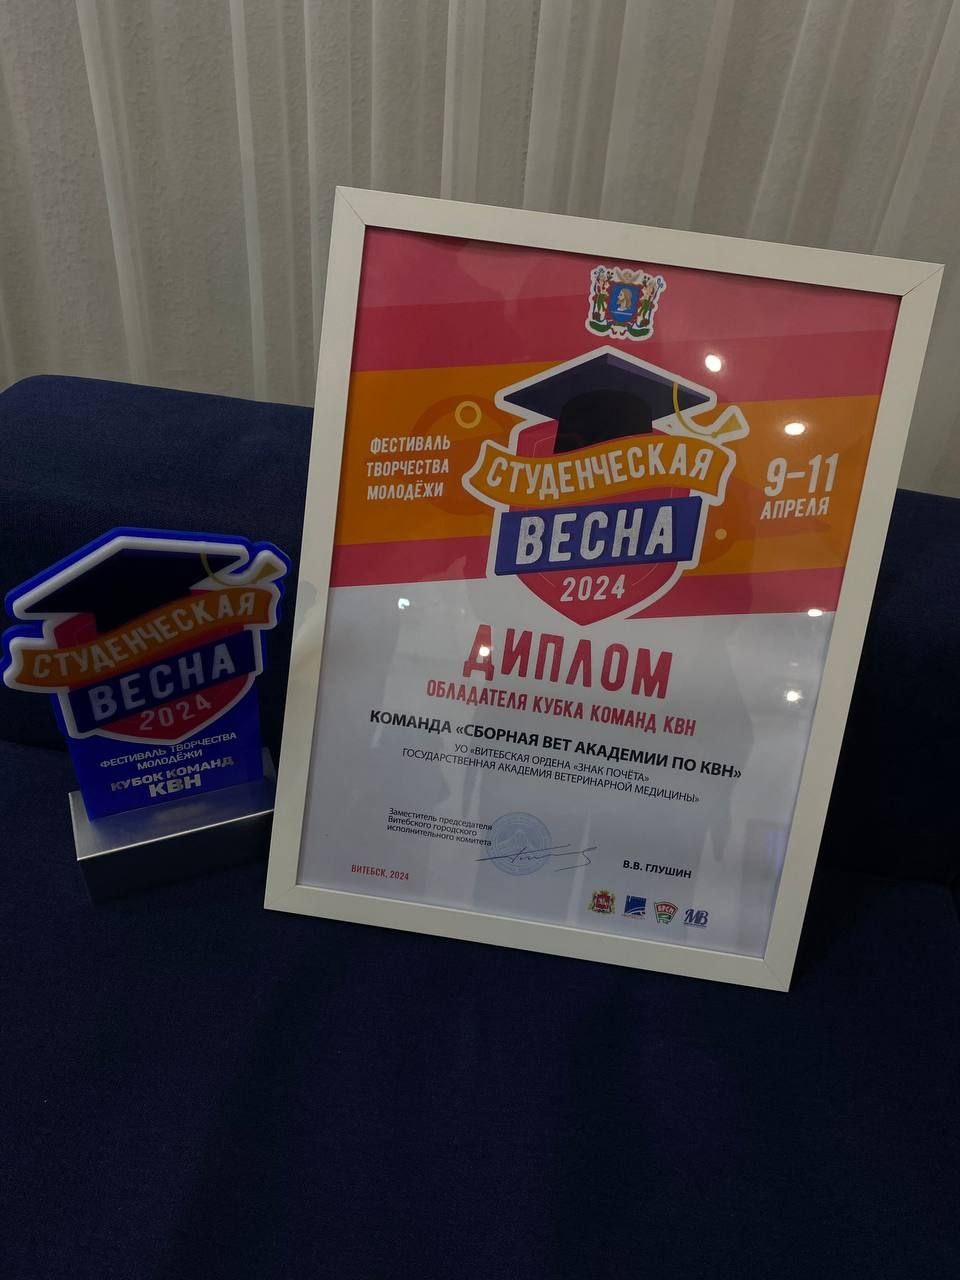 СТУДЕНЧЕСКАЯ
ВЕСНА
2024
ФЕСТИВАЛЬ ТВОРЧЕСТВА
МОЛОДЁЖИ
КУБОК КОМАНД
КВН
ФЕСТИВАЛЬ
ТВОРЧЕСТВА
МОЛОДЁЖИ
СТУДЕНЧЕСКАЯ
ВЕСНА
2024
9–11
АПРЕЛЯ
ДИПЛОМ
ОБЛАДАТЕЛЯ КУБКА КОМАНД КВН
КОМАНДА «СБОРНАЯ ВЕТ АКАДЕМИИ ПО КВН»
УО «ВИТЕБСКАЯ ОРДЕНА «ЗНАК ПОЧЁТА»
ГОСУДАРСТВЕННАЯ АКАДЕМИЯ ВЕТЕРИНАРНОЙ МЕДИЦИНЫ»
Заместитель председателя
Витебского городского
исполнительного комитета
В.В. ГЛУШИН
ВИТЕБСК, 2024
БРСМ
МВ